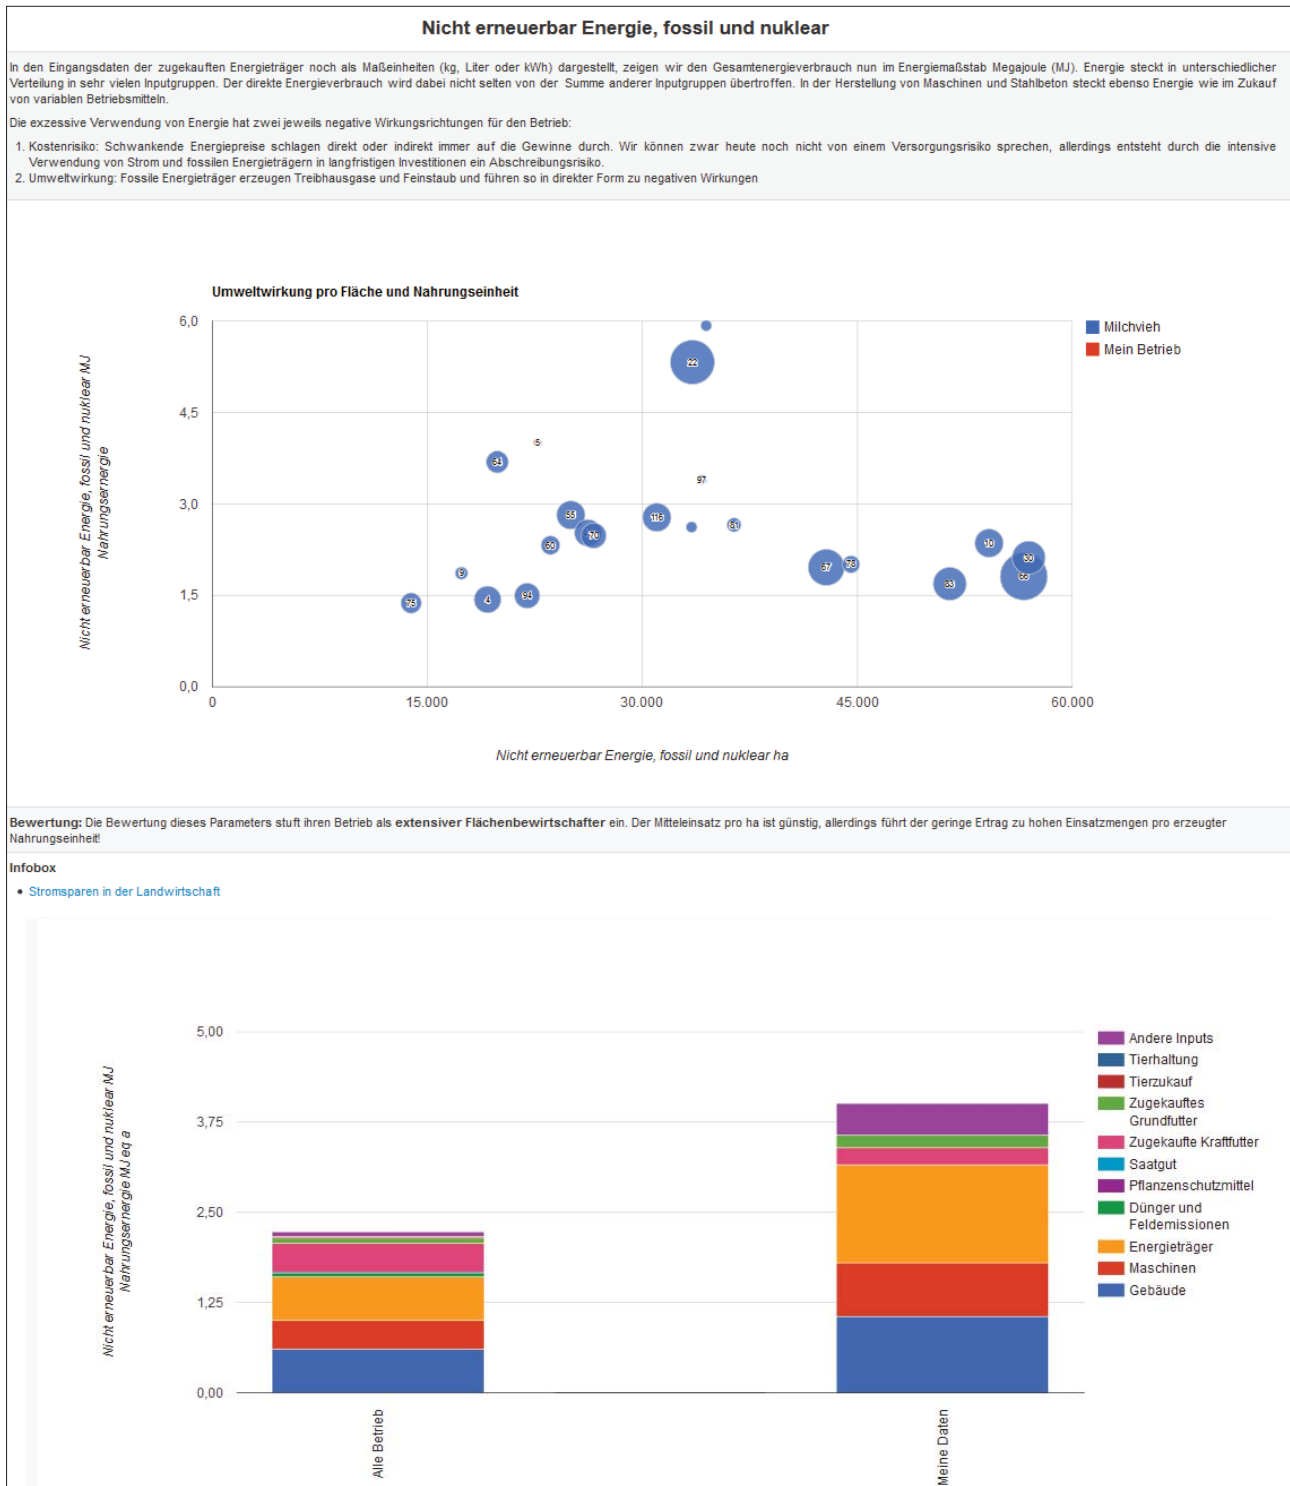 Nicht erneuerbar Energie, fossil und nuklear
In den Eingangsdaten der zugekauften Energieträger noch als Maßeinheiten (kg, Liter oder kWh) dargestellt, zeigen wir den Gesamtenergieverbrauch nun im Energiemaßstab Megajoule (MJ). Energie steckt in unterschiedlicher
Verteilung in sehr vielen Inputgruppen. Der direkte Energieverbrauch wird dabei nicht selten von der Summe anderer Inputgruppen übertroffen. In der Herstellung von Maschinen und Stahlbeton steckt ebenso Energie wie im Zukauf
von variablen Betriebsmitteln.
Die exzessive Verwendung von Energie hat zwei jeweils negative Wirkungsrichtungen für den Betrieb:
1. Kostenrisiko: Schwankende Energiepreise schlagen direkt oder indirekt immer auf die Gewinne durch. Wir können zwar heute noch nicht von einem Versorgungsrisiko sprechen, allerdings entsteht durch die intensive
Verwendung von Strom und fossilen Energieträgern in langfristigen Investitionen ein Abschreibungsrisiko.
2. Umweltwirkung: Fossile Energieträger erzeugen Treibhausgase und Feinstaub und führen so in direkter Form zu negativen Wirkungen
Umweltwirkung pro Fläche und Nahrungseinheit
Nicht erneuerbar Energie, fossil und nuklear MJ
Nahrungsernergie
6,0
4,5
3,0
1,5
0,0
0
15.000
30.000
45.000
60.000
22
5
64
97
55
116
81
70
60
10
30
9
67
78
33
66
75
4
94
Milchvieh
Mein Betrieb
Nicht erneuerbar Energie, fossil und nuklear ha
Bewertung: Die Bewertung dieses Parameters stuft ihren Betrieb als extensiver Flächenbewirtschafter ein. Der Mitteleinsatz pro ha ist günstig, allerdings führt der geringe Ertrag zu hohen Einsatzmengen pro erzeugter
Nahrungseinheit!
Infobox
• Stromsparen in der Landwirtschaft
Nicht erneuerbar Energie, fossil und nuklear MJ
Nahrungsernergie MJ eq a
5,00
3,75
2,50
1,25
0,00
Alle Betrieb
Meine Daten
Andere Inputs
Tierhaltung
Tierzukauf
Zugekauftes
Grundfutter
Zugekaufte Kraftfutter
Saatgut
Pflanzenschutzmittel
Dünger und
Feldemissionen
Energieträger
Maschinen
Gebäude